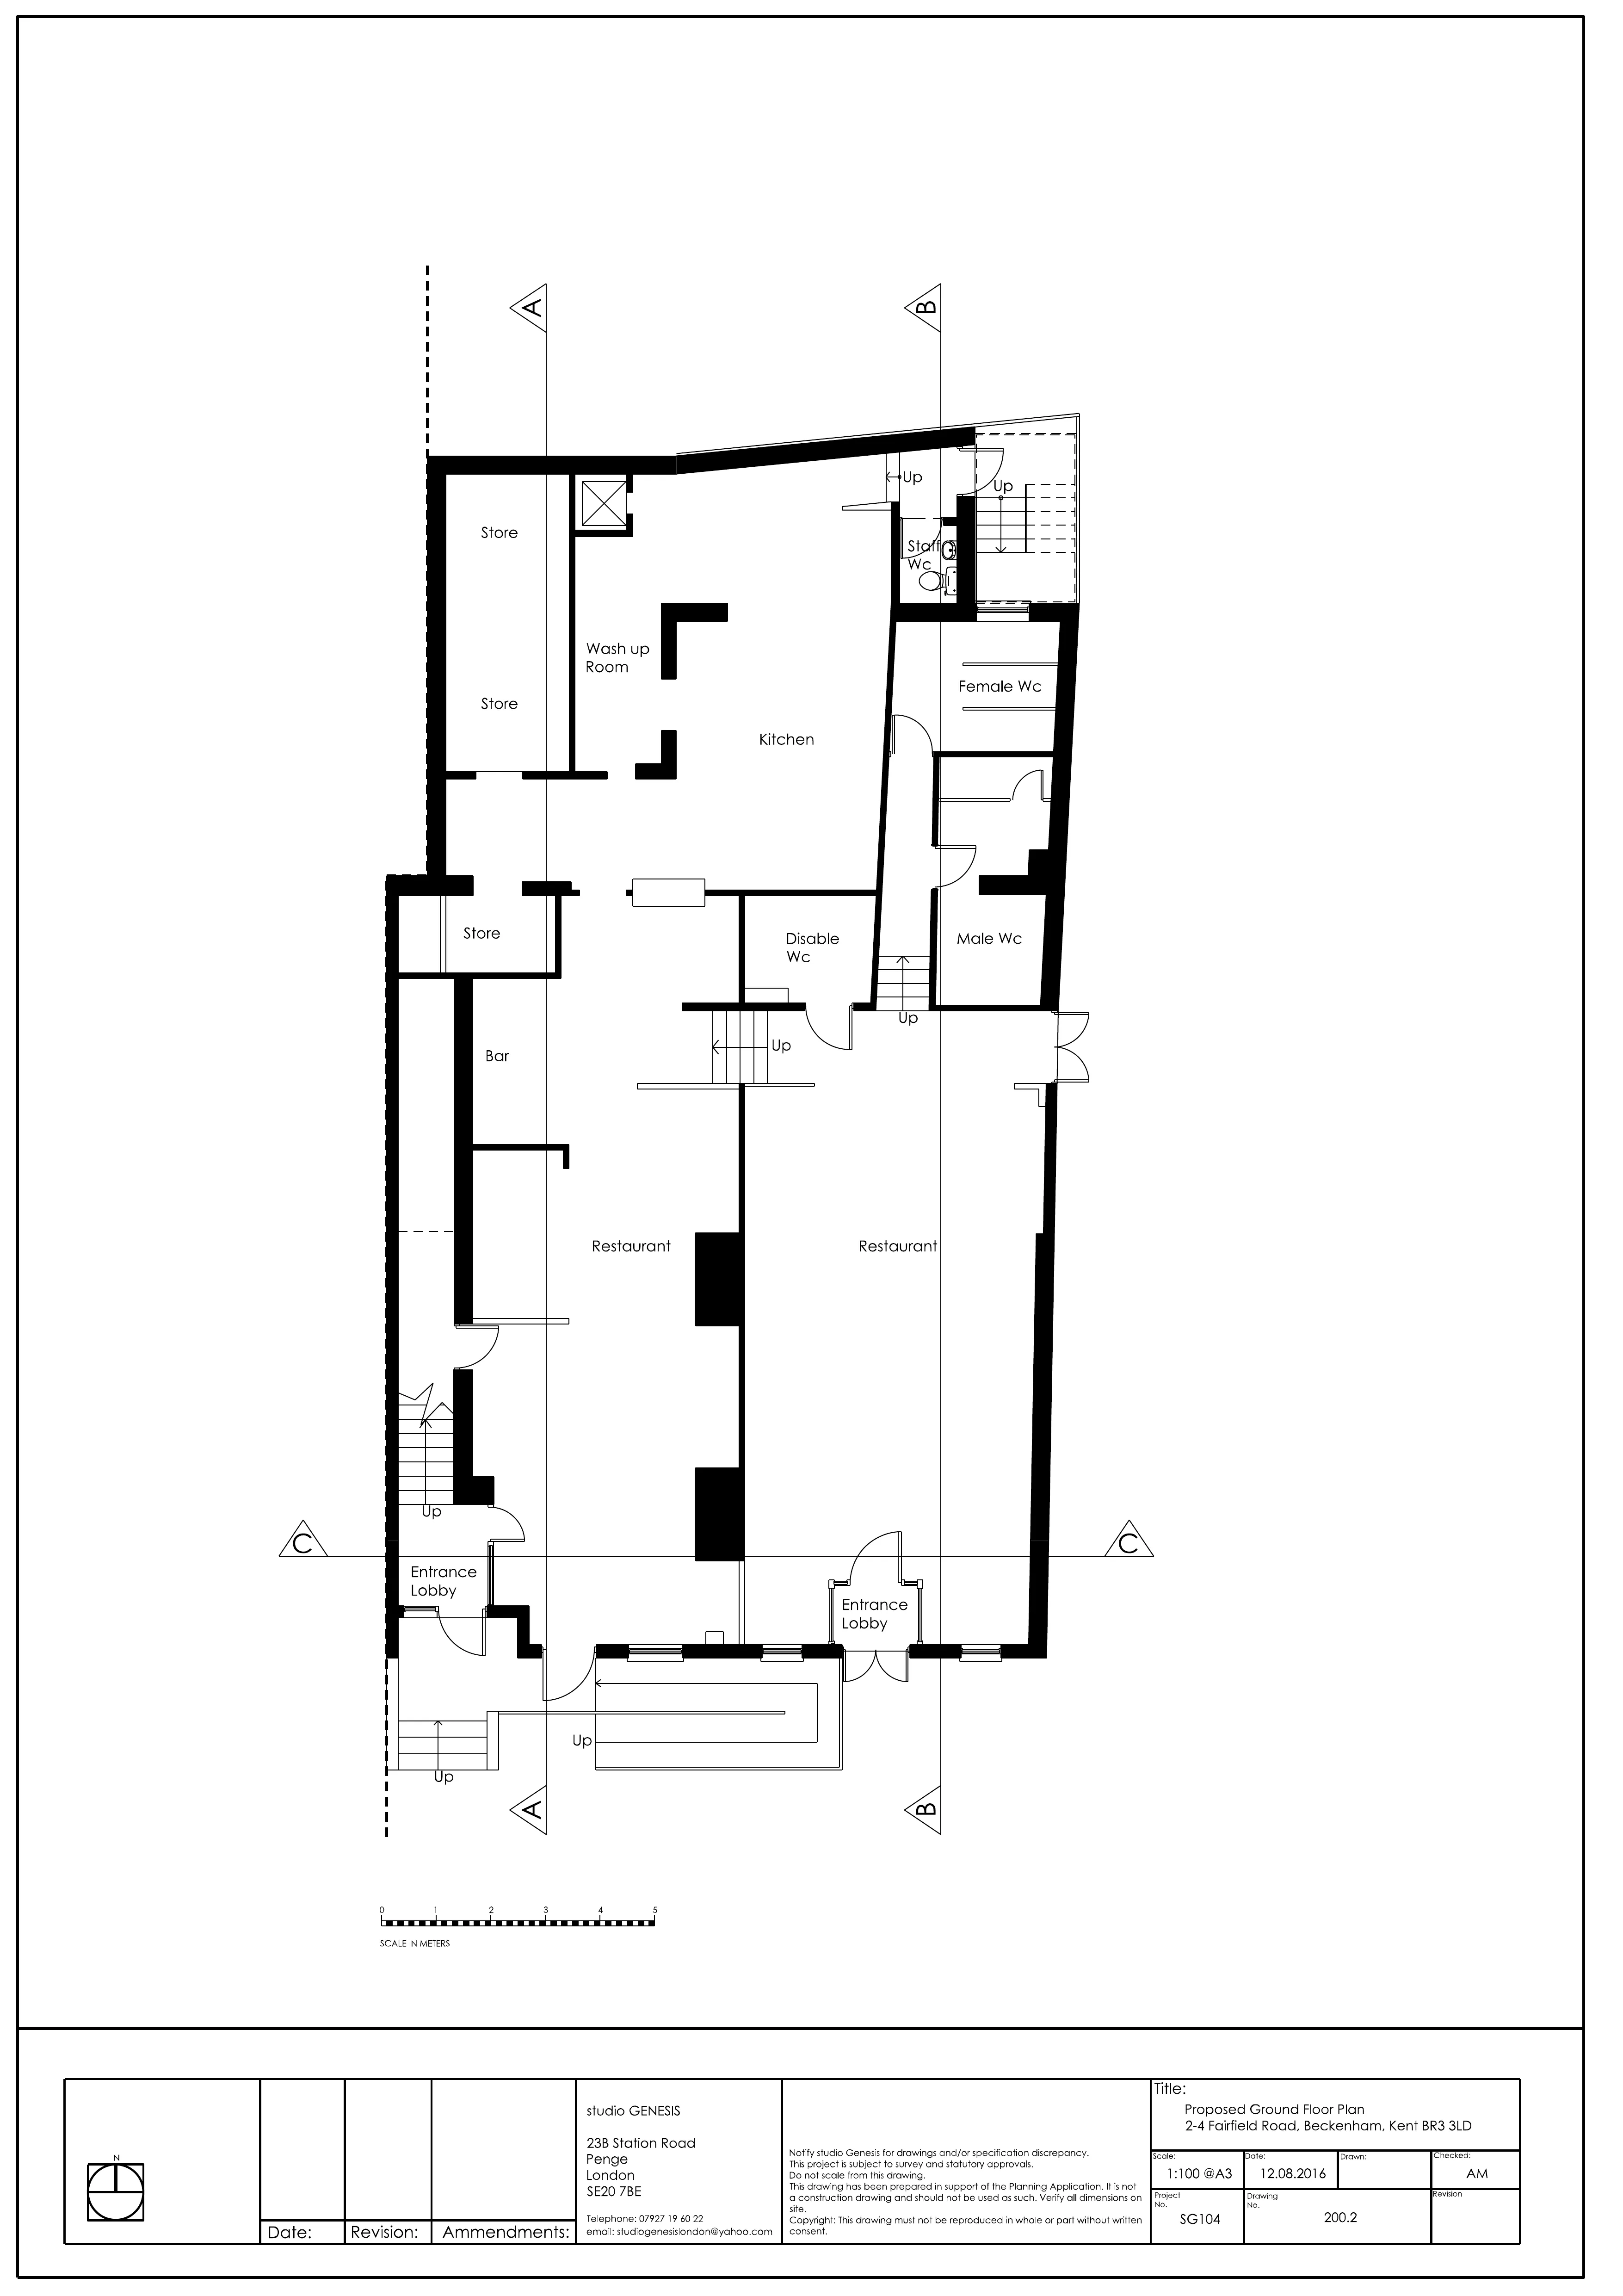 A
B
Up
Up
Store
Staff
Wc
Wash up
Room
Female Wc
Store
Kitchen
Store
Disable
Wc
Male Wc
Up
Up
Bar
Restaurant
Restaurant
Up
C
C
Entrance
Lobby
Entrance
Lobby
Up
Up
A
B
0 1 2 3 4 5
SCALE IN METERS
N
Date:
Revision:
Ammendments:
studio GENESIS
23B Station Road
Penge
London
SE20 7BE
Telephone: 07927 19 60 22
email: studiogenesislondon@yahoo.com
Notify studio Genesis for drawings and/or specification discrepancy.
This project is subject to survey and statutory approvals.
Do not scale from this drawing.
This drawing has been prepared in support of the Planning Application. It is not
a construction drawing and should not be used as such. Verify all dimensions on
site.
Copyright: This drawing must not be reproduced in whole or part without written
consent.
Title:
Proposed Ground Floor Plan
2-4 Fairfield Road, Beckenham, Kent BR3 3LD
Scale:
1:100 @A3
Date:
12.08.2016
Drawn:
Checked:
AM
Project
No.
SG104
Drawing
No.
200.2
Revision